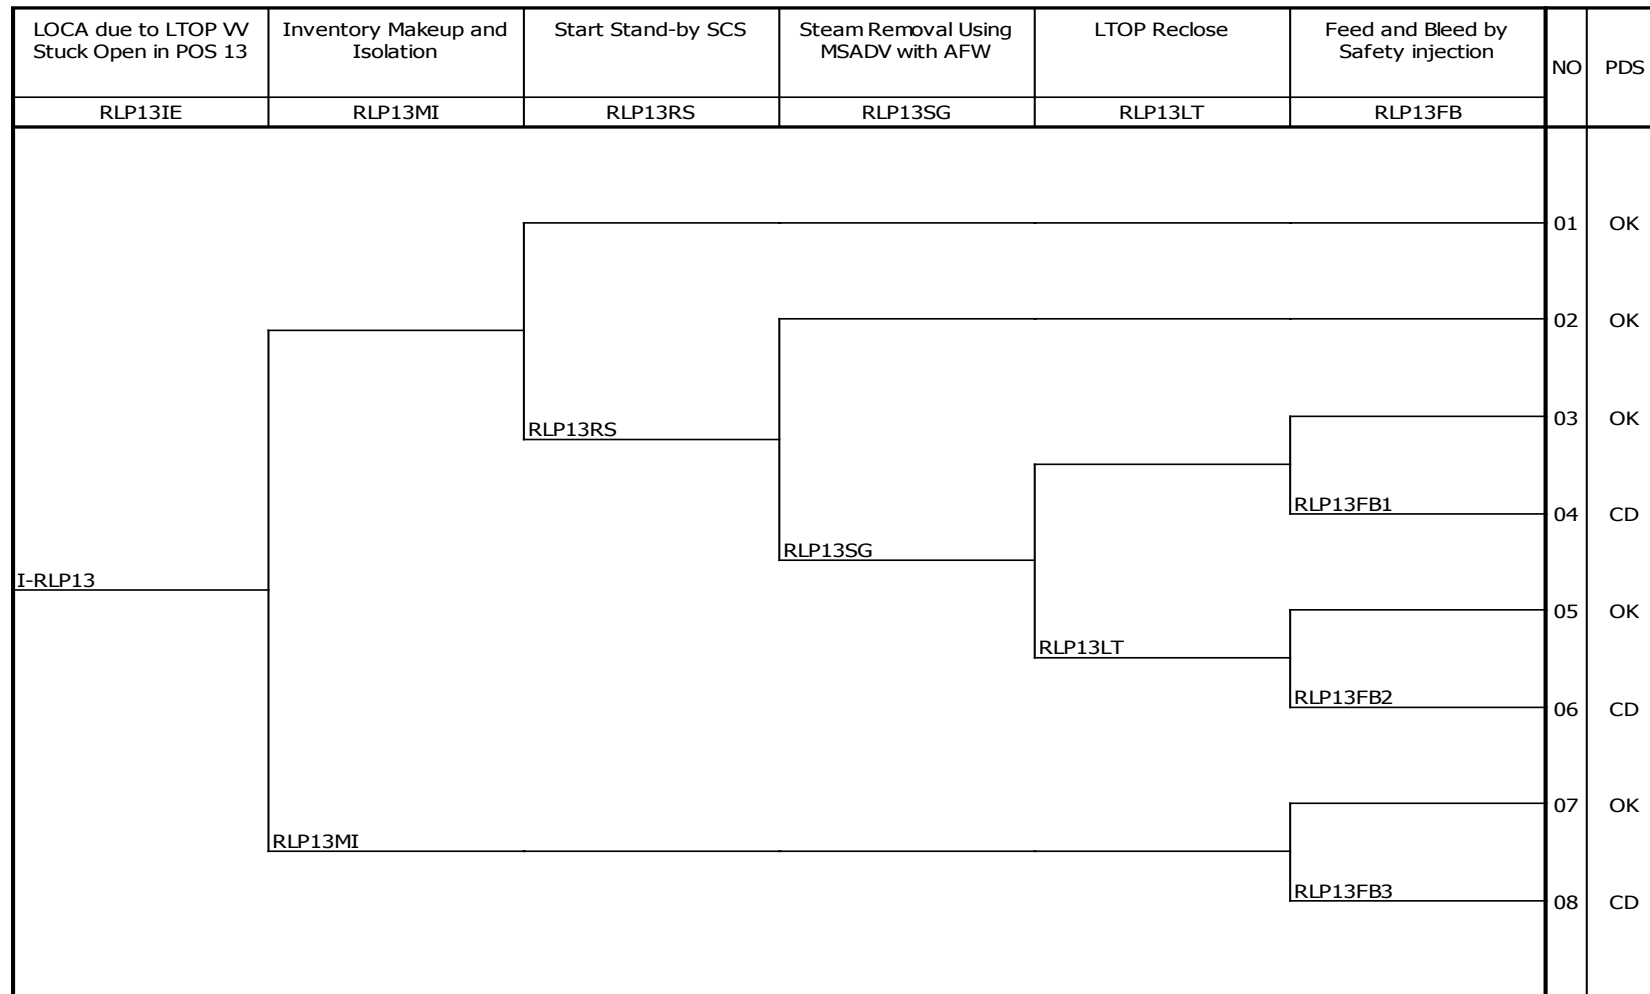 LOCA due to LTOP VV
Stuck Open in POS 13
Inventory Makeup and
Isolation
Start Stand-by SCS
Steam Removal Using
MSADV with AFW
LTOP Reclose
Feed and Bleed by
Safety injection
NO
PDS
RLP13IE
RLP13MI
RLP13RS
RLP13SG
RLP13LT
RLP13FB
01 OK
02 OK
RLP13RS
03 OK
RLP13FB1
04 CD
RLP13SG
I-RLP13
05 OK
RLP13LT
RLP13FB2
06 CD
07 OK
RLP13MI
RLP13FB3
08 CD